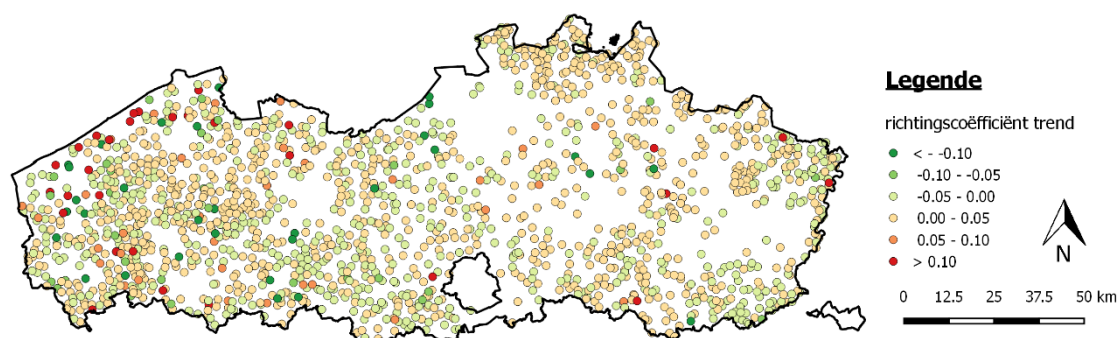 Legende
richtingscoëfficiënt trend
< - -0.10
-0.10 - -0.05
-0.05 - 0.00
0.00 - 0.05
0.05 - 0.10
> 0.10
N
0 12.5 25 37.5 50 km